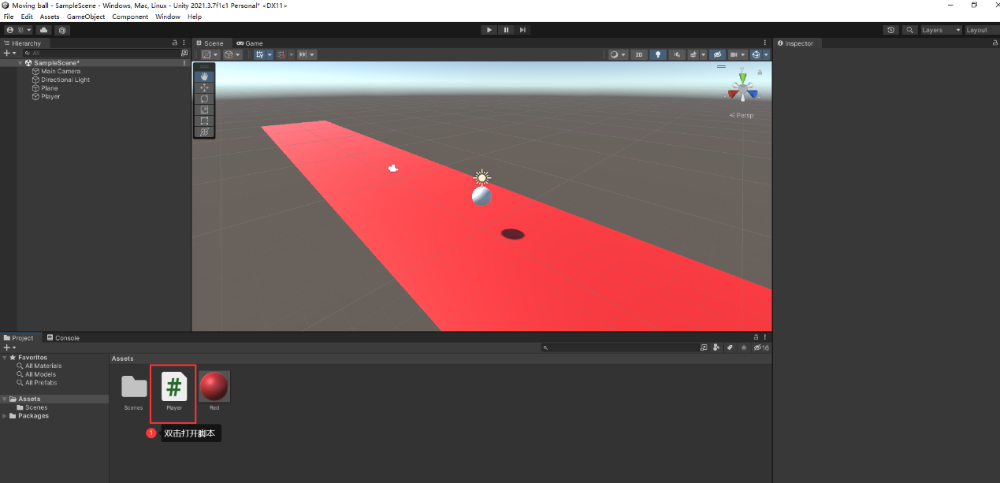 Moving ball - SampleScene - Windows, Mac, Linux - Unity 2021.3.7f1c1 Personal* <DX11>
File Edit Assets GameObject Component Window Help
Layers Layout
Hierarchy
All
SampleScene*
Main Camera
Directional Light
Plane
Player
Scene Game
2D
Persp
Inspector
Project Console
16
Favorites
All Materials
All Models
All Prefabs
Assets
Scenes
Packages
Assets
#
Scenes Player Red
1 双击打开脚本